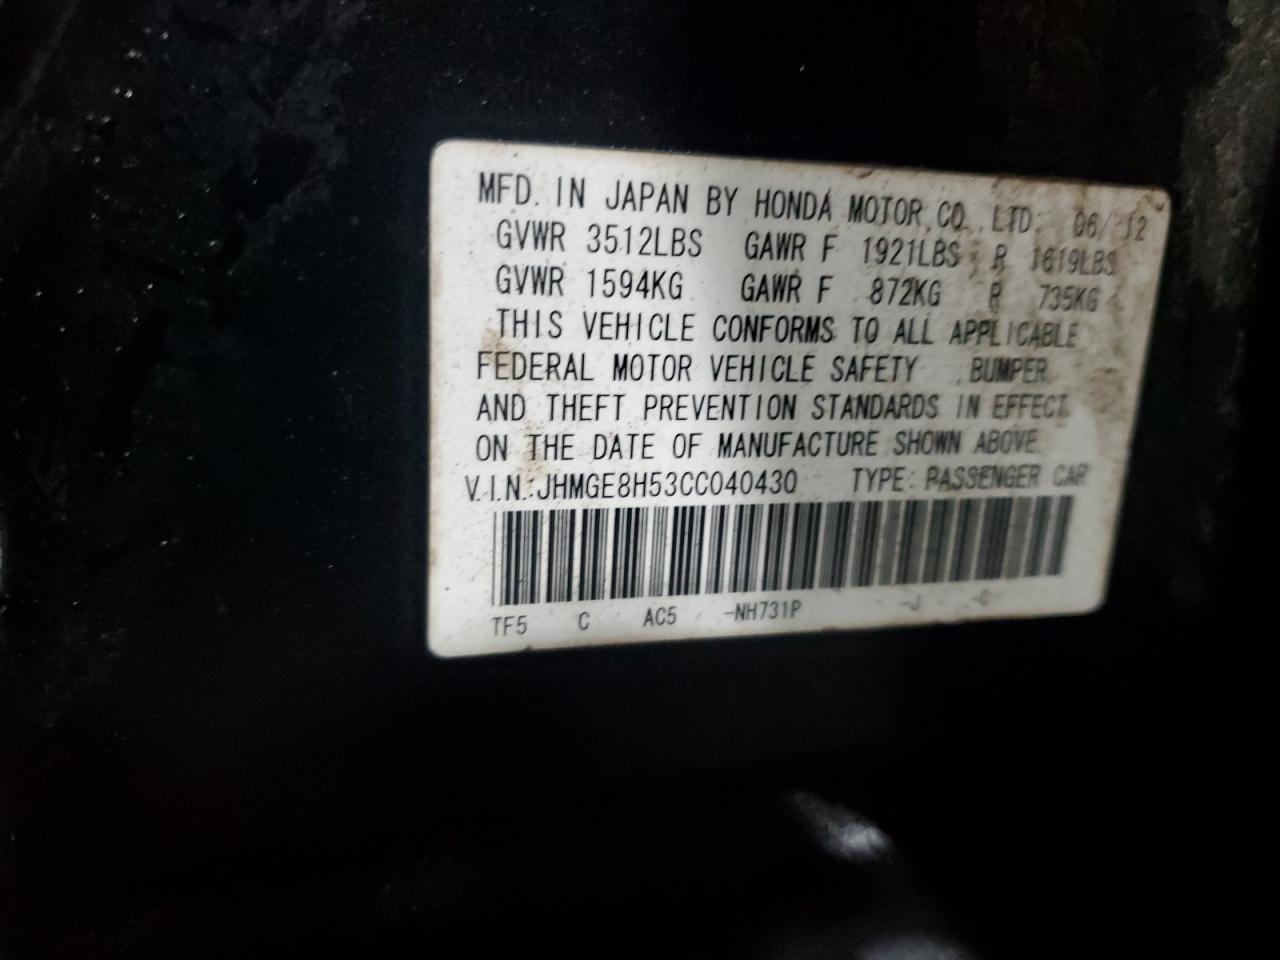 MFD. IN JAPAN BY HONDA MOTOR CO., LTD. 06/12
GVWR 3512LBS GAWR F 1921LBS R 1619LBS
GVWR 1594KG GAWR F 872KG R 735KG
THIS VEHICLE CONFORMS TO ALL APPLICABLE
FEDERAL MOTOR VEHICLE SAFETY , BUMPER
AND THEFT PREVENTION STANDARDS IN EFFECT
ON THE DATE OF MANUFACTURE SHOWN ABOVE.
V.I.N.:JHMGE8H53CC040430 TYPE: PASSENGER CAR
TF5 C AC5 -NH731P -J -C